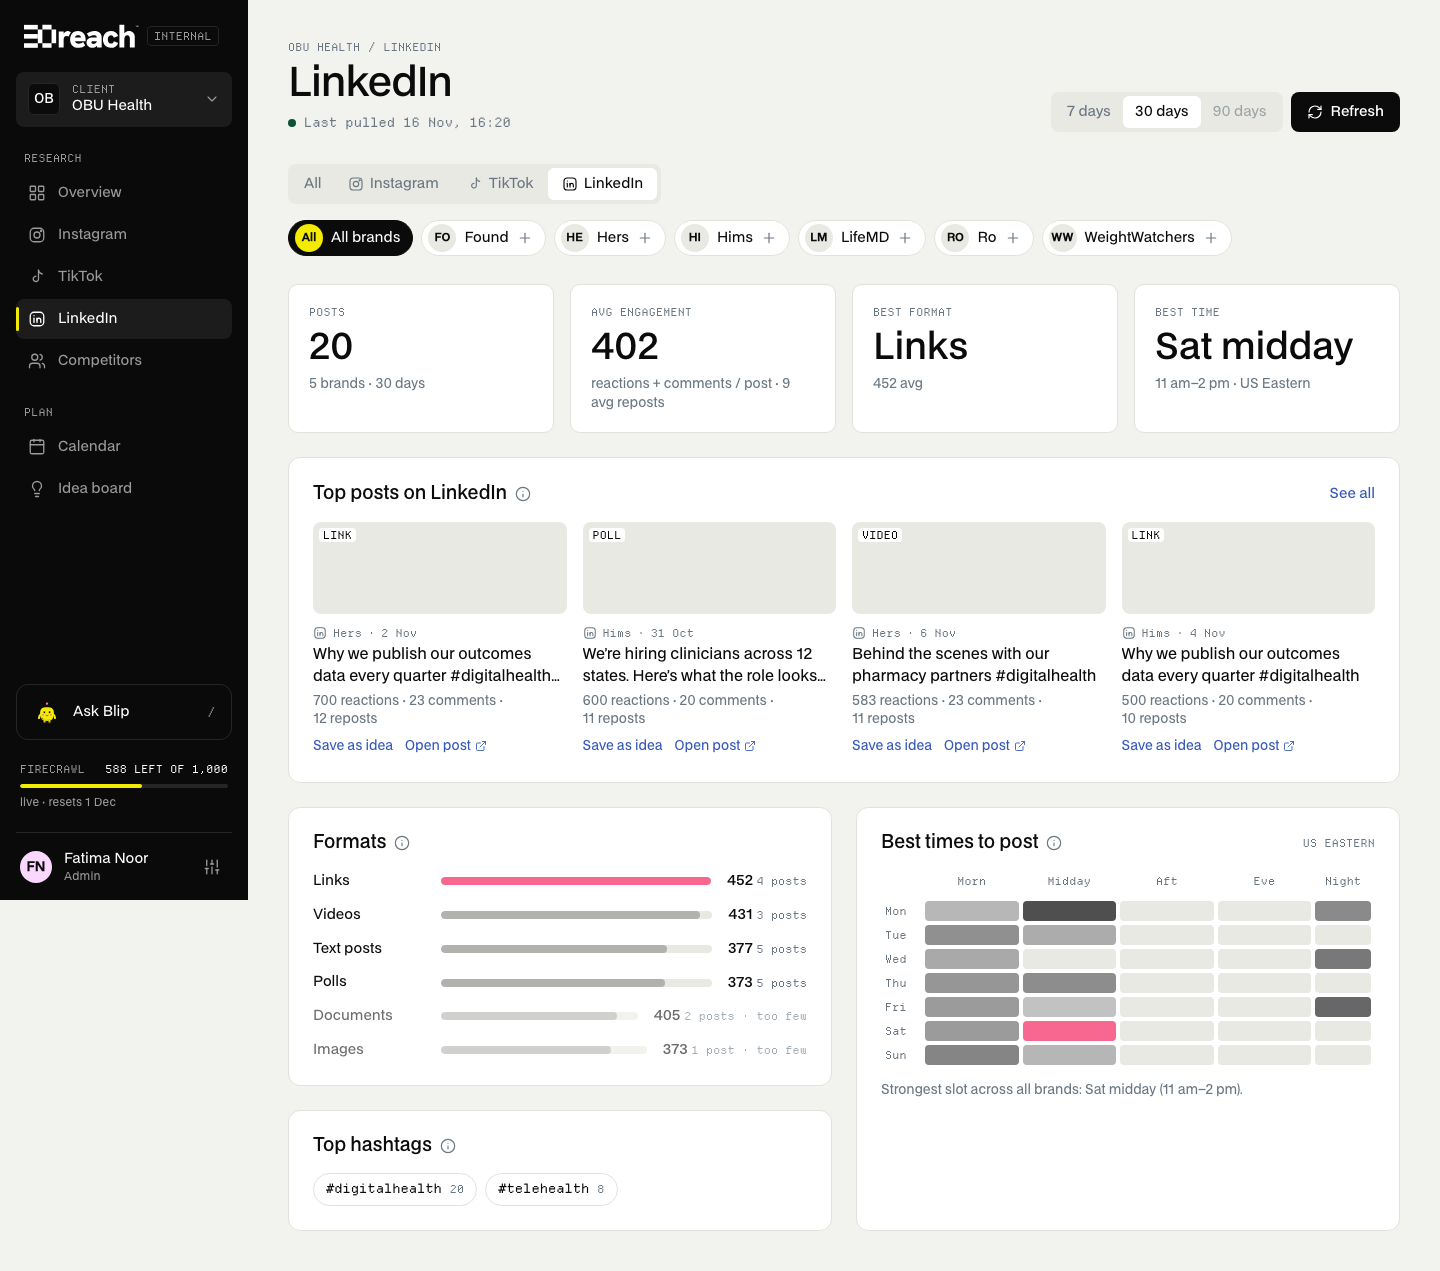 reach INTERNAL
OB CLIENT
OBU Health
RESEARCH
Overview
Instagram
TikTok
LinkedIn
Competitors
PLAN
Calendar
Idea board
Ask Blip /
FIRECRAWL 588 LEFT OF 1,000
live · resets 1 Dec
FN Fatima Noor
Admin
OBU HEALTH / LINKEDIN
LinkedIn
Last pulled 16 Nov, 16:20
7 days 30 days 90 days Refresh
All Instagram TikTok LinkedIn
All All brands FO Found + HE Hers + HI Hims + LM LifeMD + RO Ro + WW WeightWatchers +
POSTS
20
5 brands · 30 days
AVG ENGAGEMENT
402
reactions + comments / post · 9
avg reposts
BEST FORMAT
Links
452 avg
BEST TIME
Sat midday
11 am–2 pm · US Eastern
Top posts on LinkedIn
See all
LINK
Hers · 2 Nov
Why we publish our outcomes
data every quarter #digitalhealth...
700 reactions · 23 comments ·
12 reposts
Save as idea Open post
POLL
Hims · 31 Oct
We're hiring clinicians across 12
states. Here's what the role looks...
600 reactions · 20 comments ·
11 reposts
Save as idea Open post
VIDEO
Hers · 6 Nov
Behind the scenes with our
pharmacy partners #digitalhealth
583 reactions · 23 comments ·
11 reposts
Save as idea Open post
LINK
Hims · 4 Nov
Why we publish our outcomes
data every quarter #digitalhealth
500 reactions · 20 comments ·
10 reposts
Save as idea Open post
Formats
Links 452 4 posts
Videos 431 3 posts
Text posts 377 5 posts
Polls 373 5 posts
Documents 405 2 posts · too few
Images 373 1 post · too few
Top hashtags
#digitalhealth 20 #telehealth 8
Best times to post
US EASTERN
Morn Midday Aft Eve Night
Mon
Tue
Wed
Thu
Fri
Sat
Sun
Strongest slot across all brands: Sat midday (11 am–2 pm).